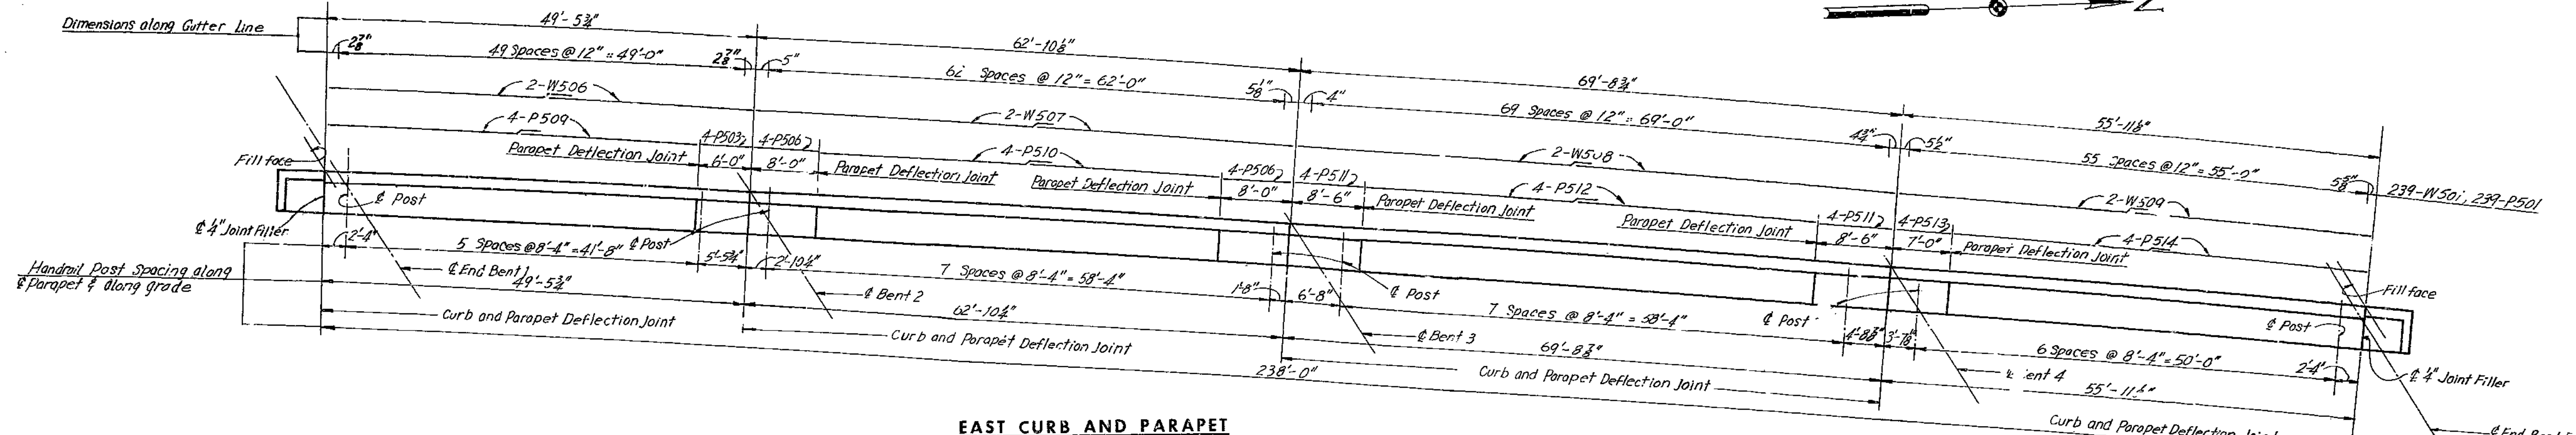 Dimensions along Gutter Line
49'-5¾"
62'-10⅛"
69'-8¾"
55'-11⅛"
2⅞"
49 Spaces @ 12" = 49'-0"
2⅞"
5"
62 Spaces @ 12" = 62'-0"
5⅛"
4"
69 Spaces @ 12" = 69'-0"
4¾"
5½"
55 Spaces @ 12" = 55'-0"
5⅝"
239-W501, 239-P501
2-W506
2-W507
2-W508
2-W509
4-P509
4-P503
4-P506
4-P510
4-P506
4-P511
4-P512
4-P511
4-P513
4-P514
Parapet Deflection Joint
6'-0"
8'-0"
Parapet Deflection Joint
Parapet Deflection Joint
8'-0"
8'-6"
Parapet Deflection Joint
Parapet Deflection Joint
8'-6"
7'-0"
Parapet Deflection Joint
Fill face
℄ Post
℄ ¼" Joint Filler
℄ Post
℄ Post
℄ Post
℄ Post
Fill face
℄ ¼" Joint Filler
Handrail Post Spacing along
℄ Parapet & along grade
2'-4"
5 Spaces @ 8'-4" = 41'-8"
5'-5¾"
2'-10¼"
7 Spaces @ 8'-4" = 58'-4"
1'-8"
6'-8"
7 Spaces @ 8'-4" = 58'-4"
4'-8⅞"
3'-7⅛"
6 Spaces @ 8'-4" = 50'-0"
2'-4"
℄ End Bent 1
℄ Bent 2
℄ Bent 3
℄ Bent 4
℄ End Bent
49'-5¾"
62'-10¼"
69'-8⅞"
55'-11
Curb and Parapet Deflection Joint
Curb and Parapet Deflection Joint
Curb and Parapet Deflection Joint
Curb and Parapet Deflection Joint
238'-0"
EAST CURB AND PARAPET